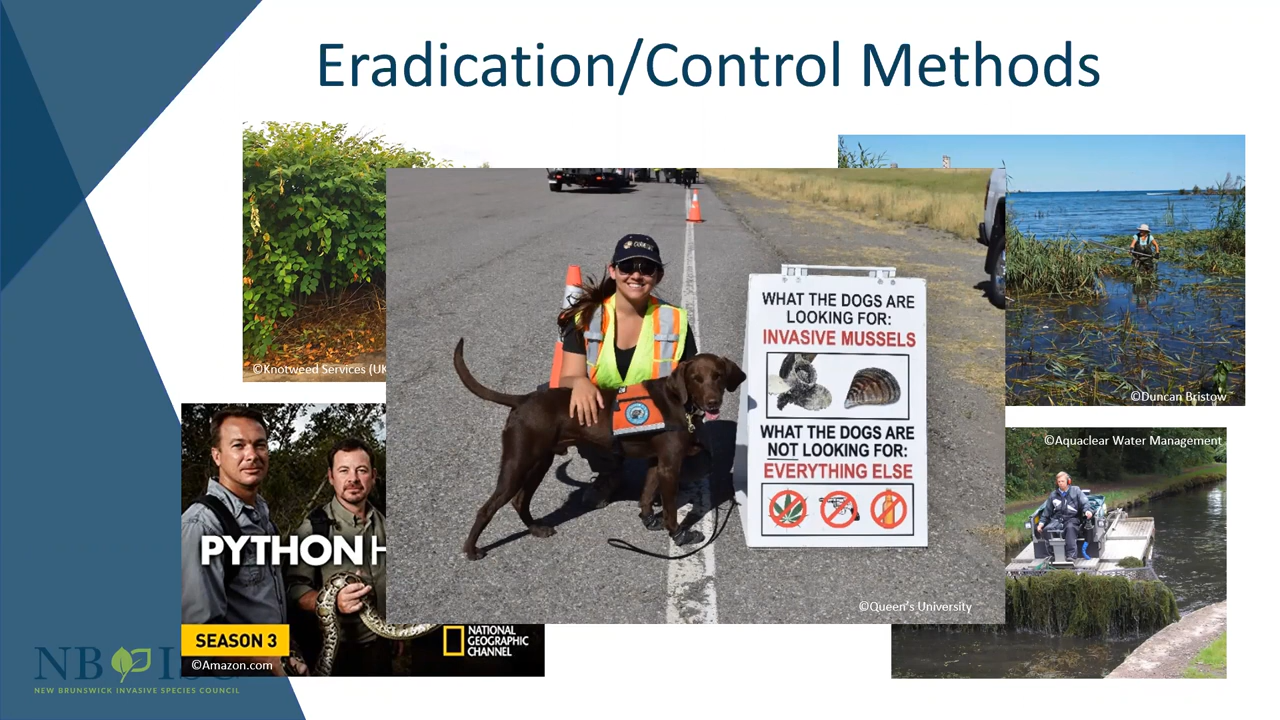 Eradication/Control Methods
©Knotweed Services (UK
©Duncan Bristow
WHAT THE DOGS ARE
LOOKING FOR:
INVASIVE MUSSELS
WHAT THE DOGS ARE
NOT LOOKING FOR:
EVERYTHING ELSE
©Queen's University
PYTHON H
SEASON 3
©Amazon.com
NATIONAL
GEOGRAPHIC
CHANNEL
©Aquaclear Water Management
NB ISC
NEW BRUNSWICK INVASIVE SPECIES COUNCIL